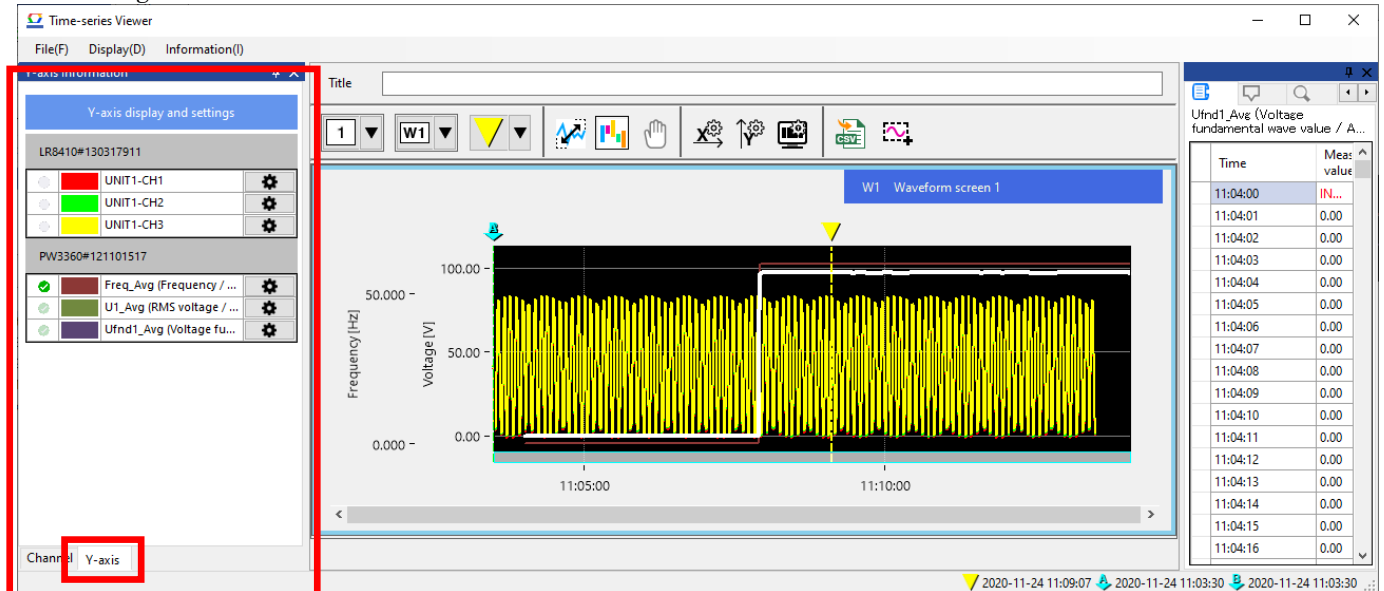 Time-series Viewer
File(F) Display(D) Information(I)
Y-axis information
Y-axis display and settings
LR8410#130317911
UNIT1-CH1
UNIT1-CH2
UNIT1-CH3
PW3360#121101517
Freq_Avg (Frequency / ...
U1_Avg (RMS voltage / ...
Ufnd1_Avg (Voltage fu...
Channel Y-axis
Title
1 W1 CSV
W1 Waveform screen 1
100.00
50.000
50.00
0.00
0.000
Frequency [Hz]
Voltage [V]
11:05:00 11:10:00
Ufnd1_Avg (Voltage
fundamental wave value / A...
Time Meas
value
11:04:00 IN...
11:04:01 0.00
11:04:02 0.00
11:04:03 0.00
11:04:04 0.00
11:04:05 0.00
11:04:06 0.00
11:04:07 0.00
11:04:08 0.00
11:04:09 0.00
11:04:10 0.00
11:04:11 0.00
11:04:12 0.00
11:04:13 0.00
11:04:14 0.00
11:04:15 0.00
11:04:16 0.00
2020-11-24 11:09:07 A 2020-11-24 11:03:30 B 2020-11-24 11:03:30